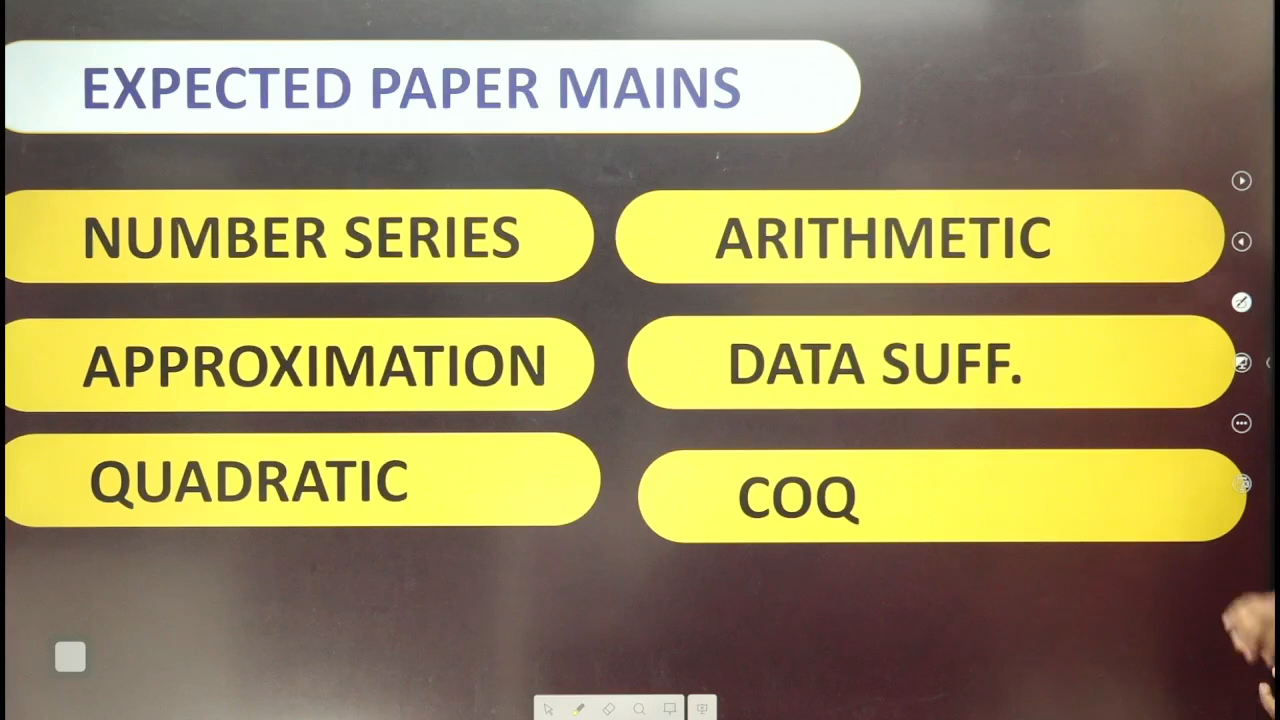 EXPECTED PAPER MAINS
NUMBER SERIES
ARITHMETIC
APPROXIMATION
DATA SUFF.
QUADRATIC
COQ